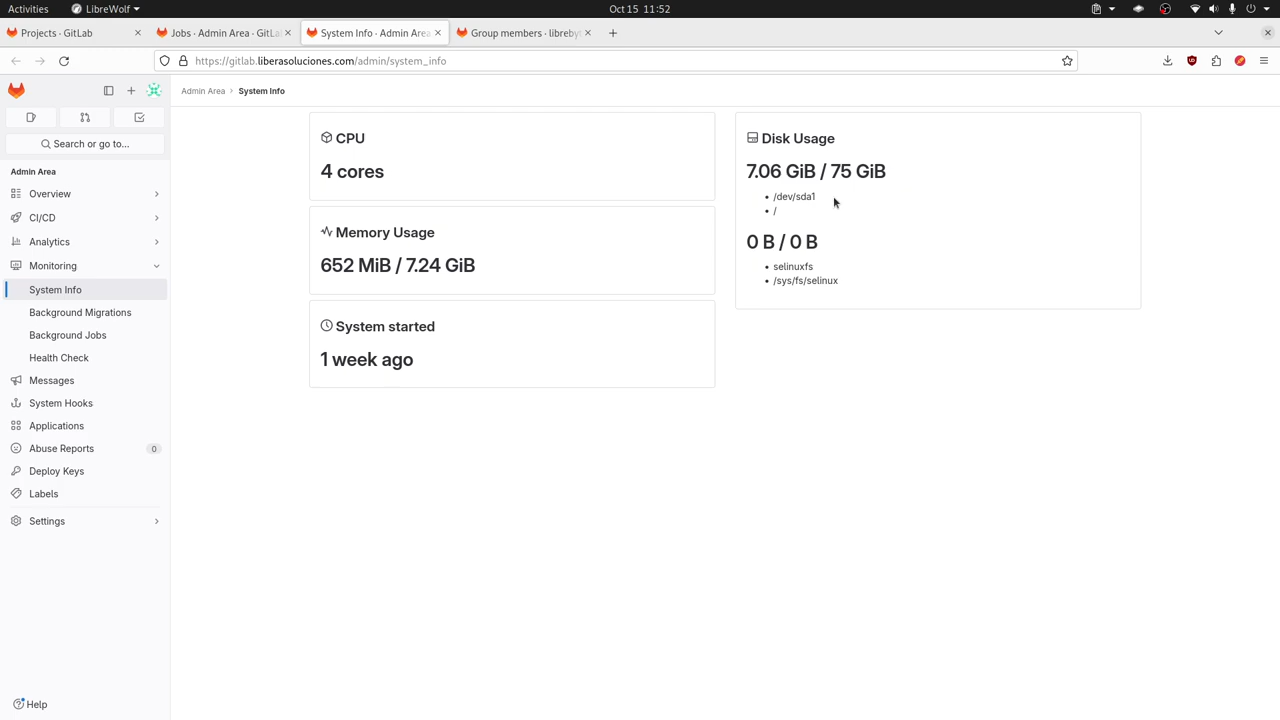 Activities
LibreWolf
Oct 15 11:52
Projects · GitLab
Jobs · Admin Area · GitLa
System Info · Admin Area
Group members · libreby
https://gitlab.liberasoluciones.com/admin/system_info
Admin Area
System Info
Search or go to...
Admin Area
Overview
CI/CD
Analytics
Monitoring
System Info
Background Migrations
Background Jobs
Health Check
Messages
System Hooks
Applications
Abuse Reports 0
Deploy Keys
Labels
Settings
Help
CPU
4 cores
Memory Usage
652 MiB / 7.24 GiB
System started
1 week ago
Disk Usage
7.06 GiB / 75 GiB
• /dev/sda1
• /
0 B / 0 B
• selinuxfs
• /sys/fs/selinux